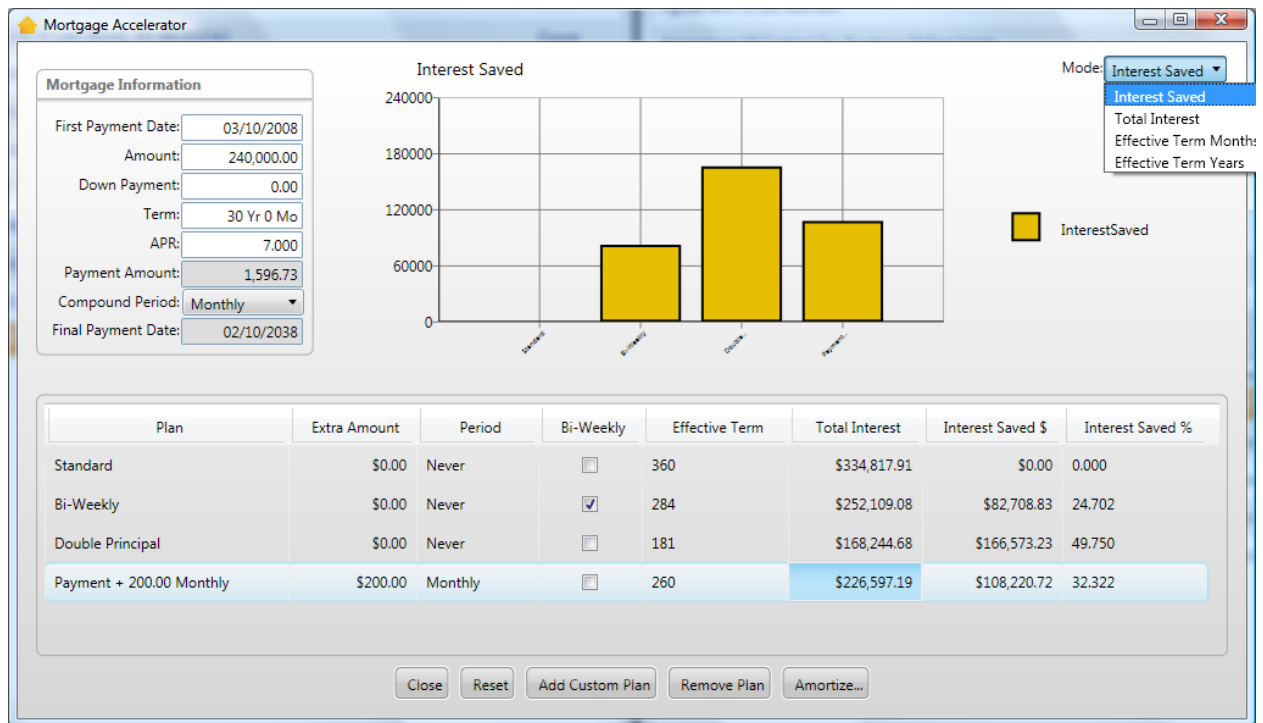 Mortgage Accelerator
Mortgage Information
First Payment Date: 03/10/2008
Amount: 240,000.00
Down Payment: 0.00
Term: 30 Yr 0 Mo
APR: 7.000
Payment Amount: 1,596.73
Compound Period: Monthly
Final Payment Date: 02/10/2038
Interest Saved
240000
180000
120000
60000
0
Standard
Bi-Weekly
Double...
Payment...
InterestSaved
Mode: Interest Saved
Interest Saved
Total Interest
Effective Term Months
Effective Term Years
Plan Extra Amount Period Bi-Weekly Effective Term Total Interest Interest Saved $ Interest Saved %
Standard $0.00 Never 360 $334,817.91 $0.00 0.000
Bi-Weekly $0.00 Never 284 $252,109.08 $82,708.83 24.702
Double Principal $0.00 Never 181 $168,244.68 $166,573.23 49.750
Payment + 200.00 Monthly $200.00 Monthly 260 $226,597.19 $108,220.72 32.322
Close Reset Add Custom Plan Remove Plan Amortize...